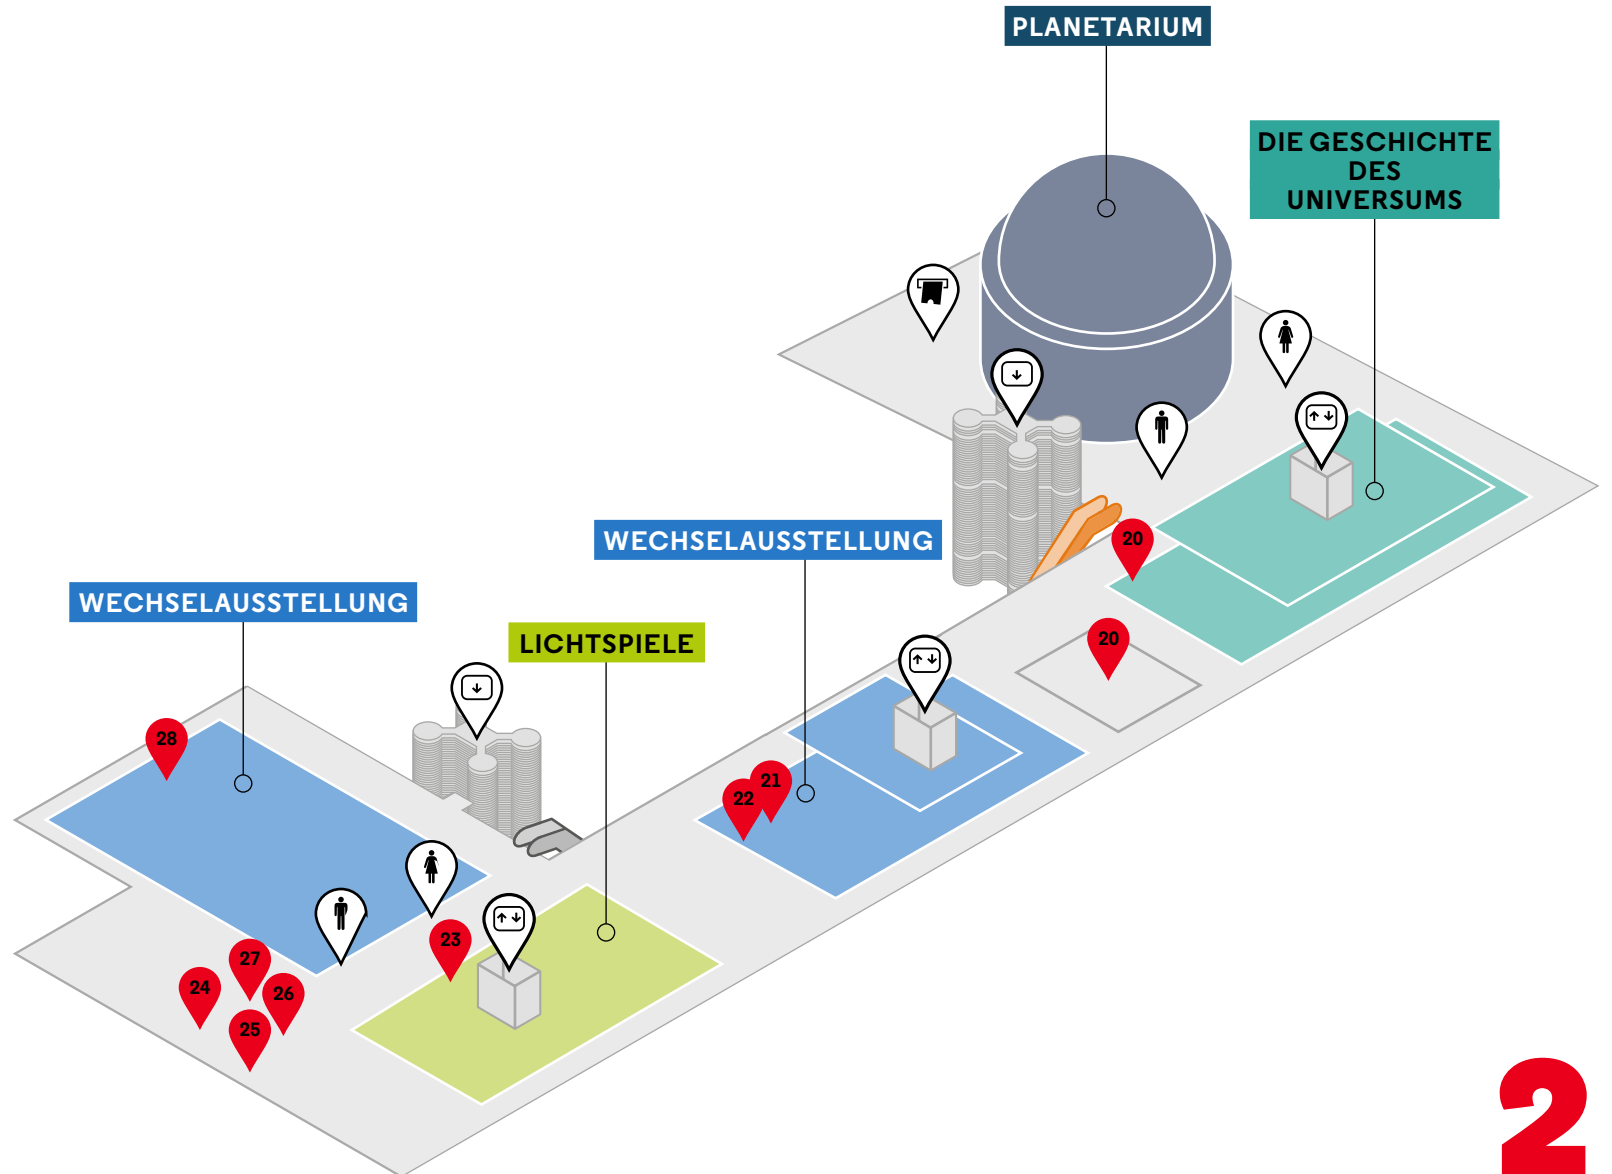 PLANETARIUM
DIE GESCHICHTE
DES
UNIVERSUMS
WECHSELAUSSTELLUNG
20
WECHSELAUSSTELLUNG
LICHTSPIELE
20
28
21
22
23
27
24
26
25
2